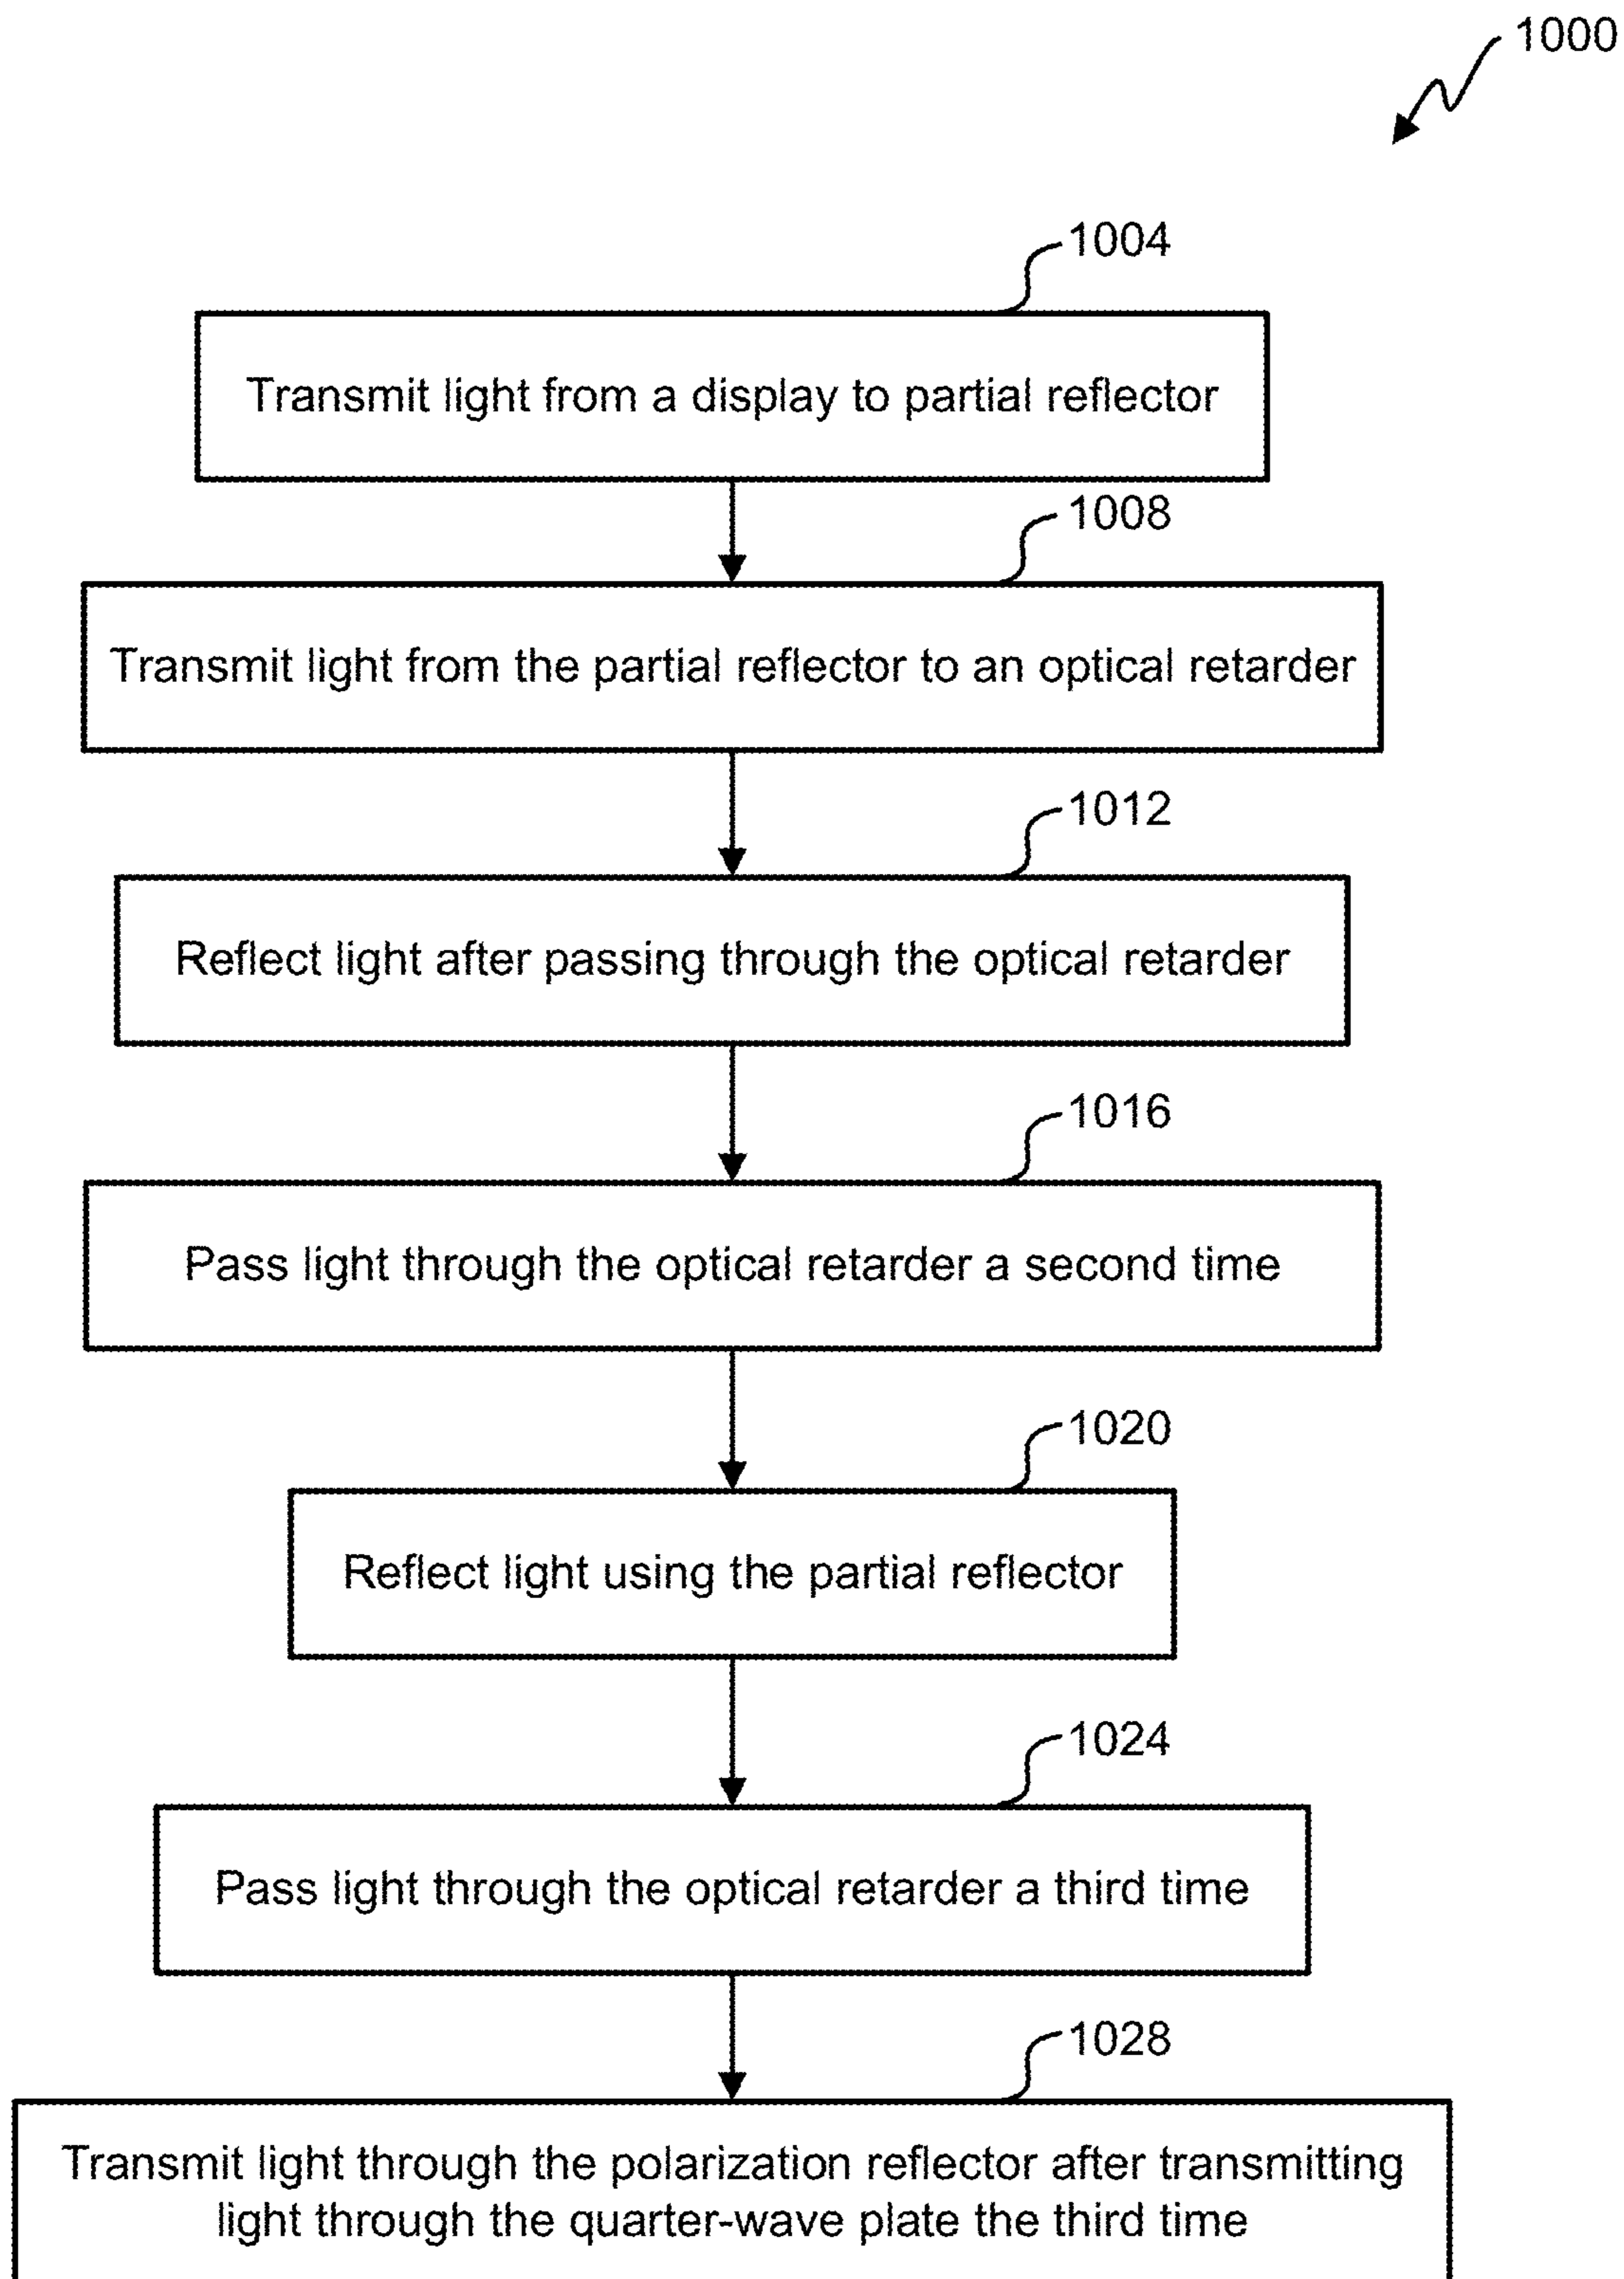 1000
1004
Transmit light from a display to partial reflector
1008
Transmit light from the partial reflector to an optical retarder
1012
Reflect light after passing through the optical retarder
1016
Pass light through the optical retarder a second time
1020
Reflect light using the partial reflector
1024
Pass light through the optical retarder a third time
1028
Transmit light through the polarization reflector after transmitting
light through the quarter-wave plate the third time